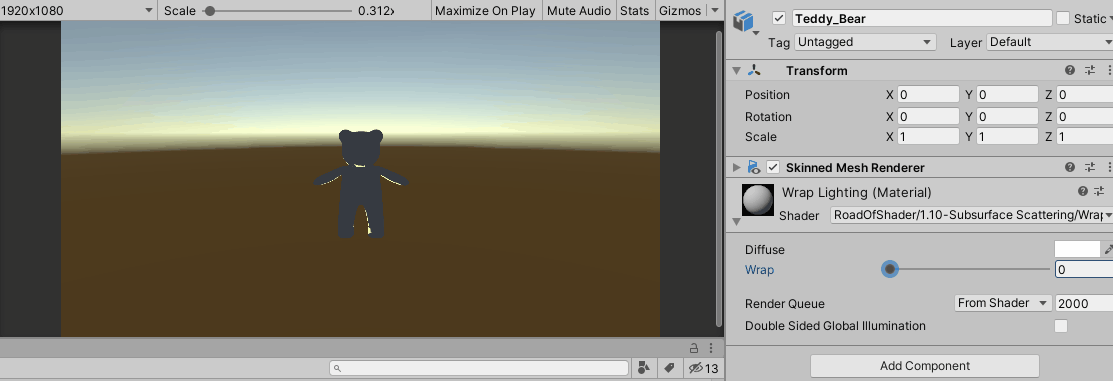 1920x1080 Scale 0.312x Maximize On Play Mute Audio Stats Gizmos
Teddy_Bear Static
Tag Untagged Layer Default
Transform
Position X 0 Y 0 Z 0
Rotation X 0 Y 0 Z 0
Scale X 1 Y 1 Z 1
Skinned Mesh Renderer
Wrap Lighting (Material)
Shader RoadOfShader/1.10-Subsurface Scattering/Wrap
Diffuse
Wrap 0
Render Queue From Shader 2000
Double Sided Global Illumination
13
Add Component